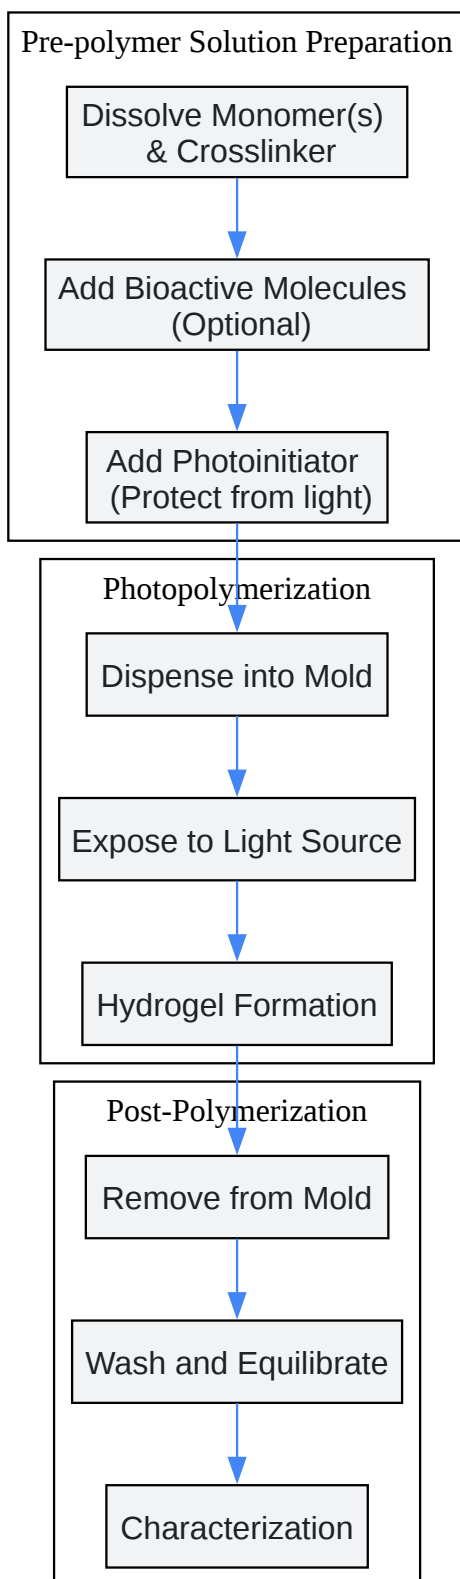 Pre-polymer Solution Preparation
Dissolve Monomer(s)
& Crosslinker
Add Bioactive Molecules
(Optional)
Add Photoinitiator
(Protect from light)
Photopolymerization
Dispense into Mold
Expose to Light Source
Hydrogel Formation
Post-Polymerization
Remove from Mold
Wash and Equilibrate
Characterization